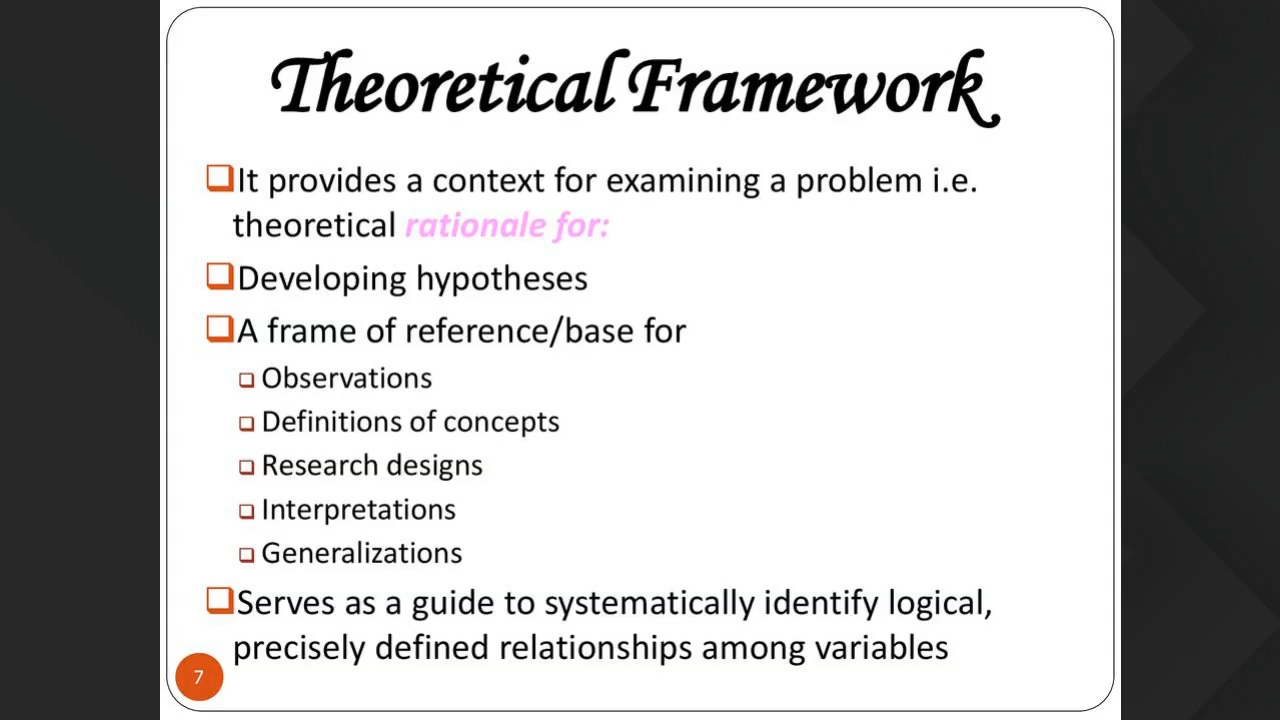 Theoretical Framework
It provides a context for examining a problem i.e.
theoretical rationale for:
Developing hypotheses
A frame of reference/base for
Observations
Definitions of concepts
Research designs
Interpretations
Generalizations
Serves as a guide to systematically identify logical,
precisely defined relationships among variables
7